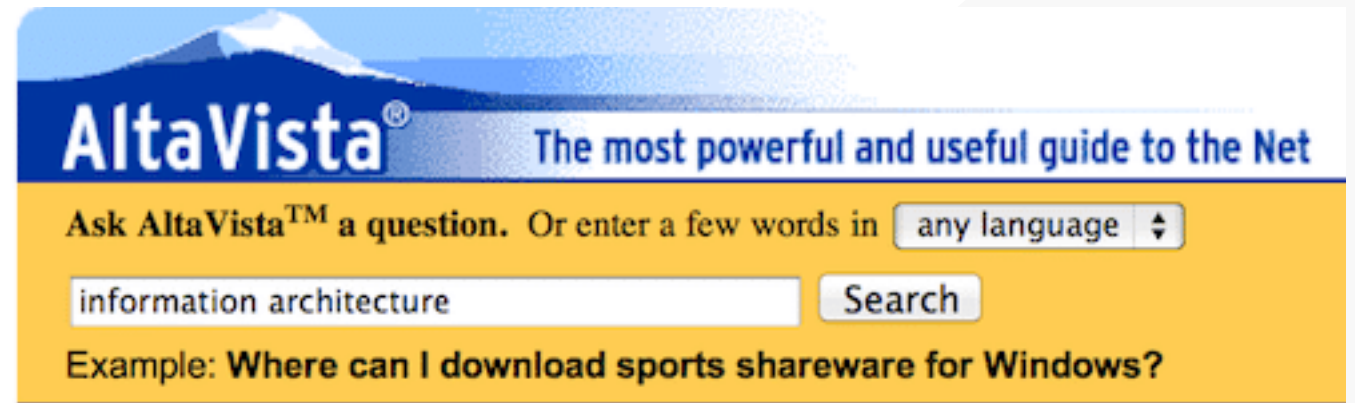 AltaVista®
The most powerful and useful guide to the Net
Ask AltaVista™ a question. Or enter a few words in any language
information architecture Search
Example: Where can I download sports shareware for Windows?